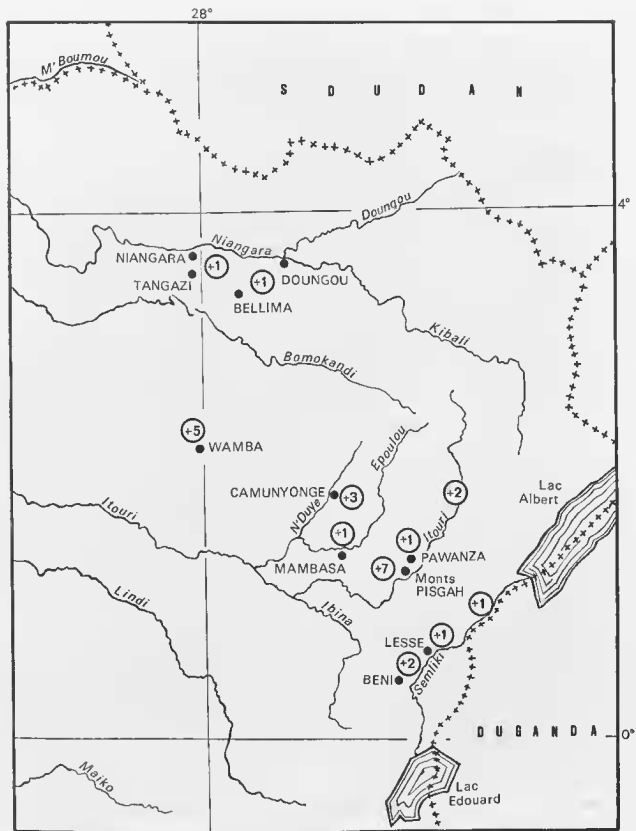 28°
M'Boumou
S D U D A N
4°
Doungou
Niangara
NIANGARA
+1
DOUNGOU
TANGAZI
+1
BELLIMA
Kibali
Bomokandi
+5
WAMBA
Epoulou
Lac
Albert
CAMUNYONGE
+3
+2
N'Duye
Itouri
Itouri
+1
+1
PAWANZA
MAMBASA
+7
Monts
PISGAH
Lindi
Ibina
+1
LESSE
+1
+2
BENI
Semliki
D U G A N D A
0°
Maiko
Lac
Edouard